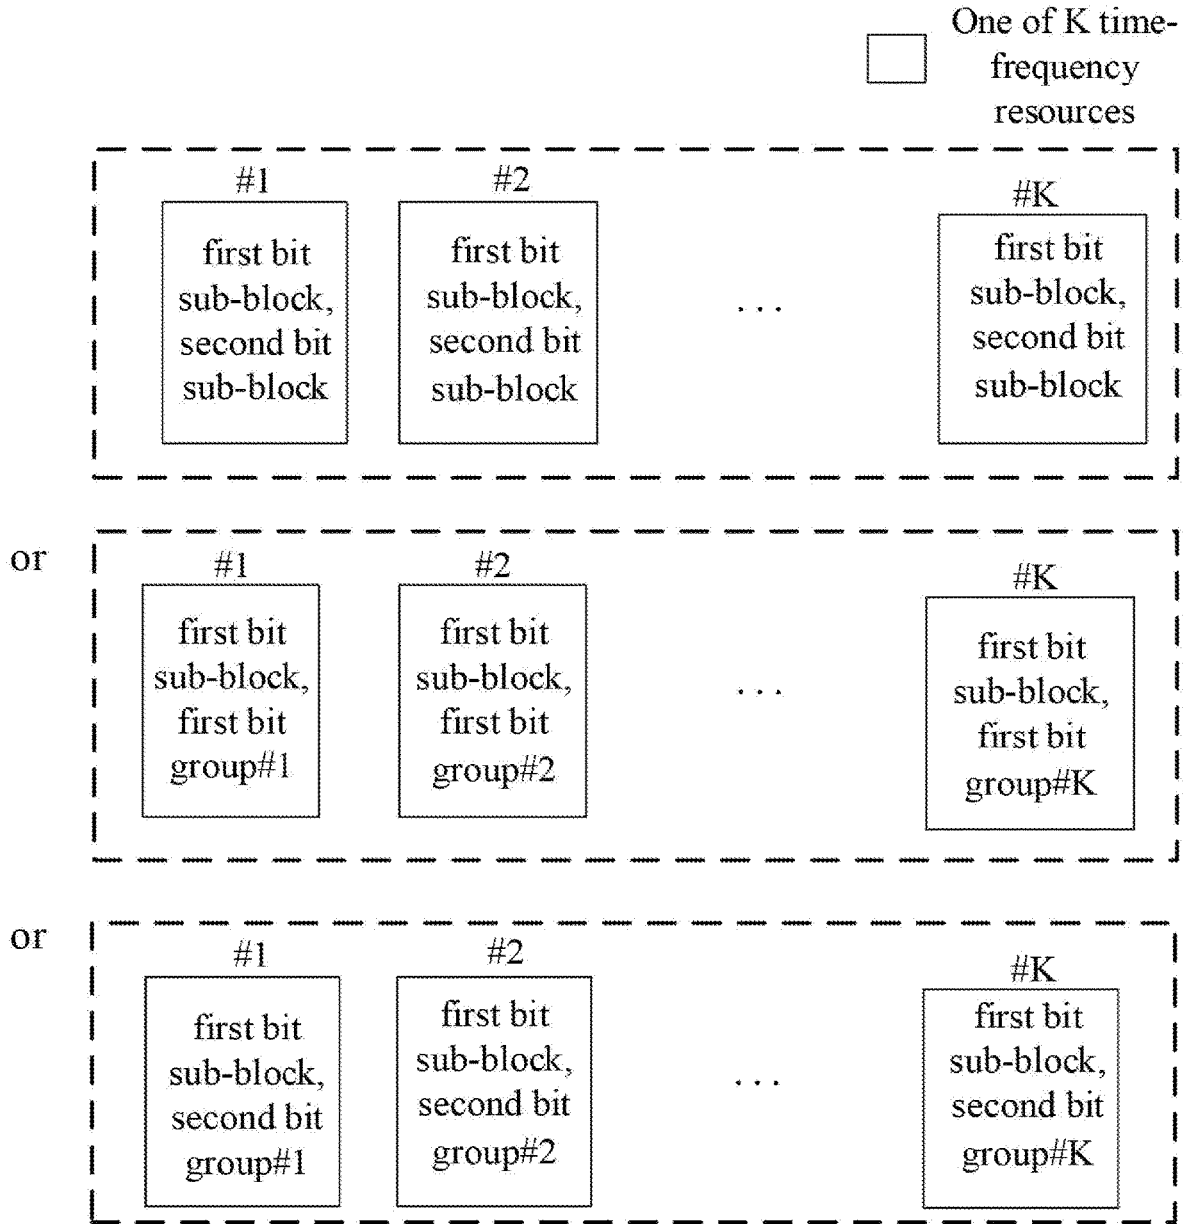 One of K time-
frequency
resources
#1
first bit
sub-block,
second bit
sub-block
#2
first bit
sub-block,
second bit
sub-block
. . .
#K
first bit
sub-block,
second bit
sub-block
or
#1
first bit
sub-block,
first bit
group#1
#2
first bit
sub-block,
first bit
group#2
. . .
#K
first bit
sub-block,
first bit
group#K
or
#1
first bit
sub-block,
second bit
group#1
#2
first bit
sub-block,
second bit
group#2
. . .
#K
first bit
sub-block,
second bit
group#K